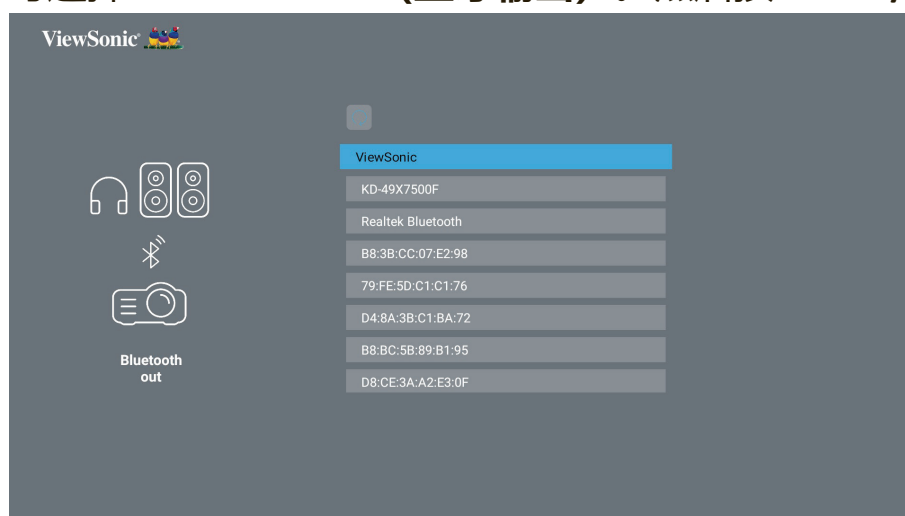 ViewSonic®
ViewSonic
KD-49X7500F
Realtek Bluetooth
B8:3B:CC:07:E2:98
79:FE:5D:C1:C1:76
D4:8A:3B:C1:BA:72
B8:BC:5B:89:B1:95
D8:CE:3A:A2:E3:0F
Bluetooth
out